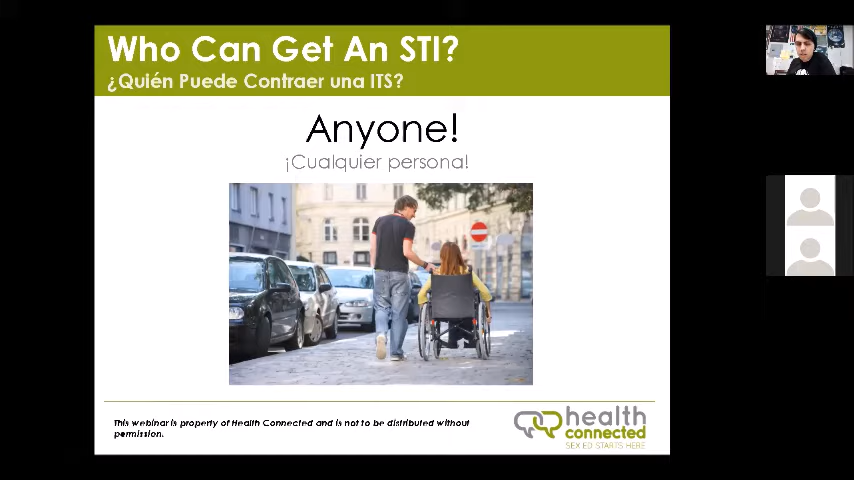 Who Can Get An STI?
¿Quién Puede Contraer una ITS?
Anyone!
¡Cualquier persona!
This webinar is property of Health Connected and is not to be distributed without
permission.
health
connected
SEX ED STARTS HERE